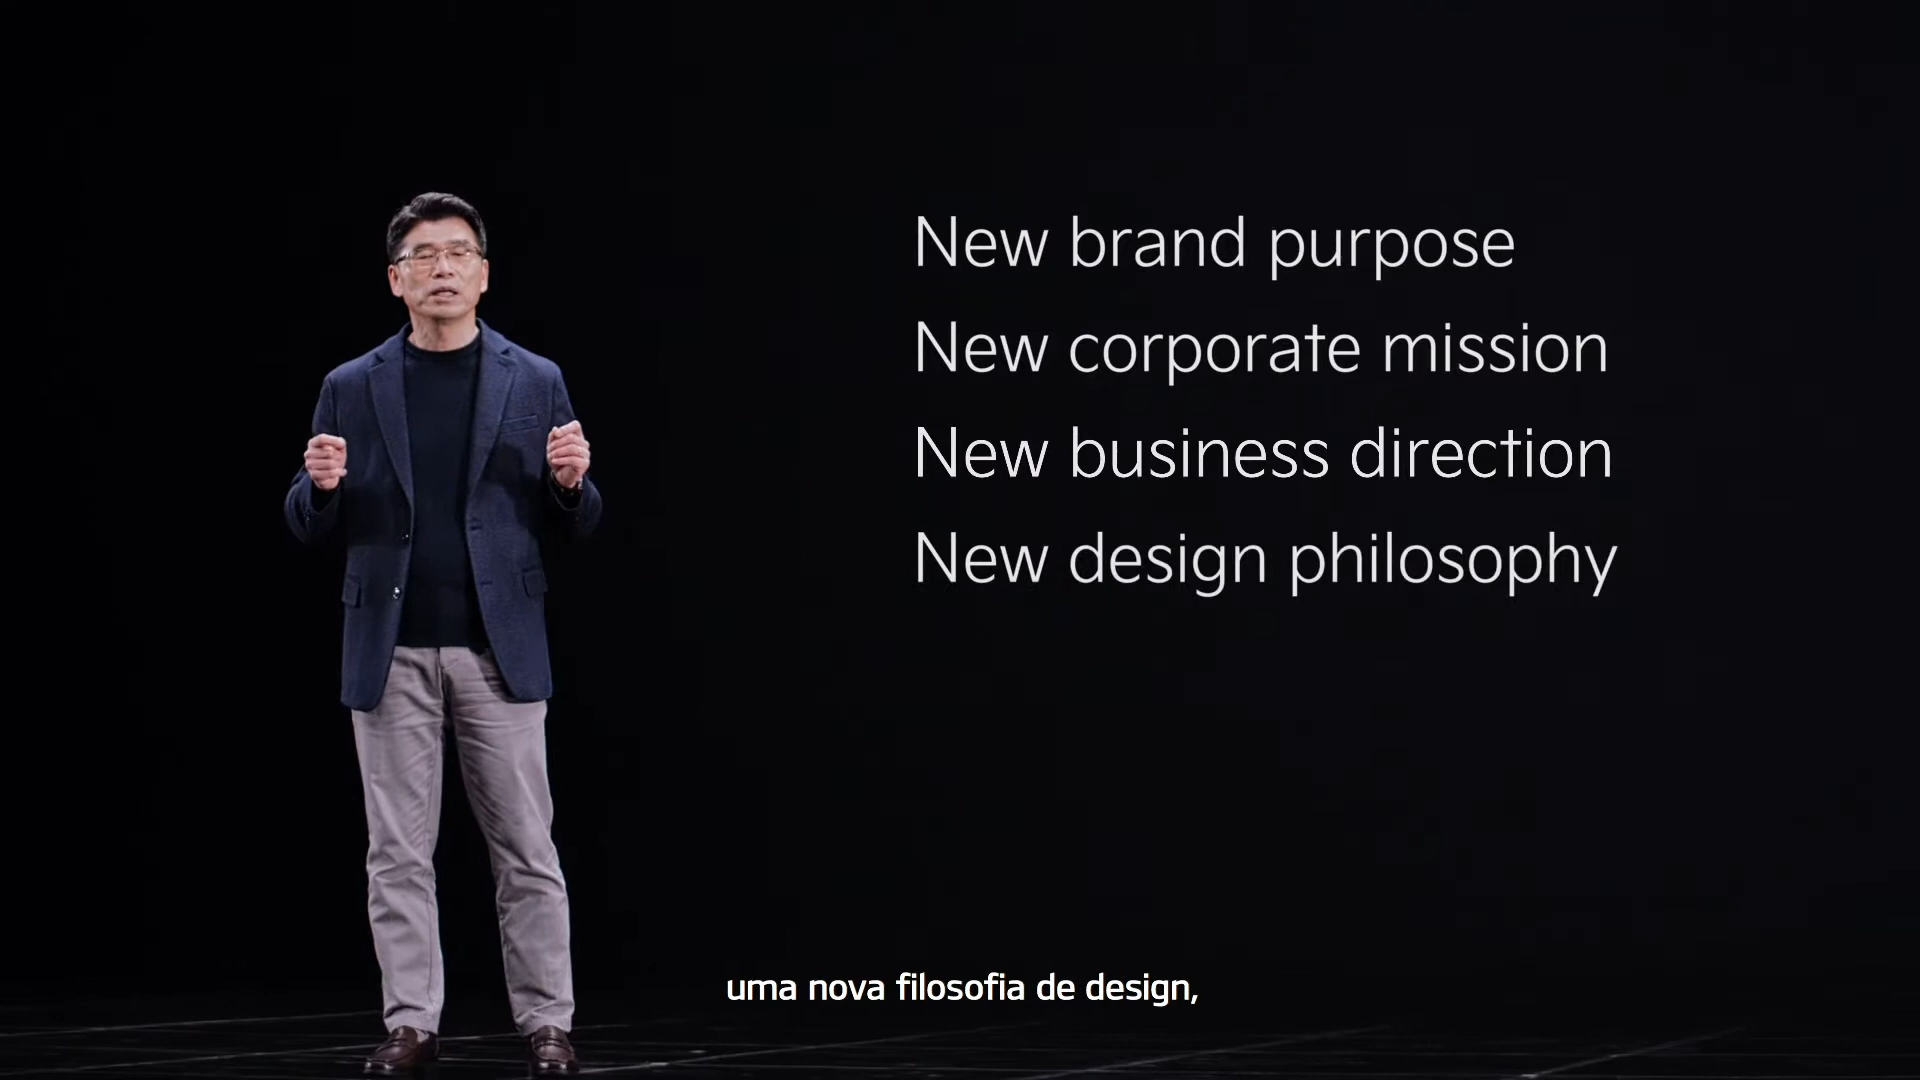 New brand purpose
New corporate mission
New business direction
New design philosophy
uma nova filosofia de design,